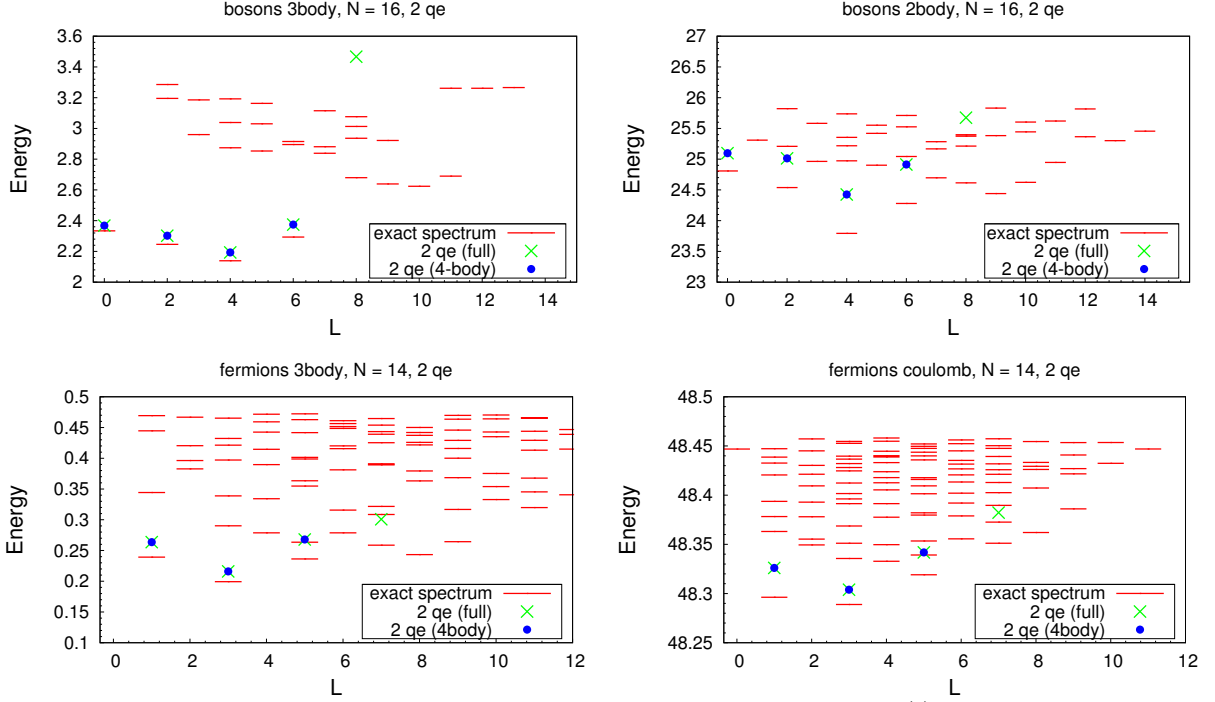 bosons 3body, N = 16, 2 qe
3.6
3.4
3.2
3
2.8
2.6
2.4
2.2
2
Energy
exact spectrum
2 qe (full)
2 qe (4-body)
0 2 4 6 8 10 12 14
L
bosons 2body, N = 16, 2 qe
27
26.5
26
25.5
25
24.5
24
23.5
23
Energy
exact spectrum
2 qe (full)
2 qe (4-body)
0 2 4 6 8 10 12 14
L
fermions 3body, N = 14, 2 qe
0.5
0.45
0.4
0.35
0.3
0.25
0.2
0.15
0.1
Energy
exact spectrum
2 qe (full)
2 qe (4body)
0 2 4 6 8 10 12
L
fermions coulomb, N = 14, 2 qe
48.5
48.45
48.4
48.35
48.3
48.25
Energy
exact spectrum
2 qe (full)
2 qe (4body)
0 2 4 6 8 10 12
L